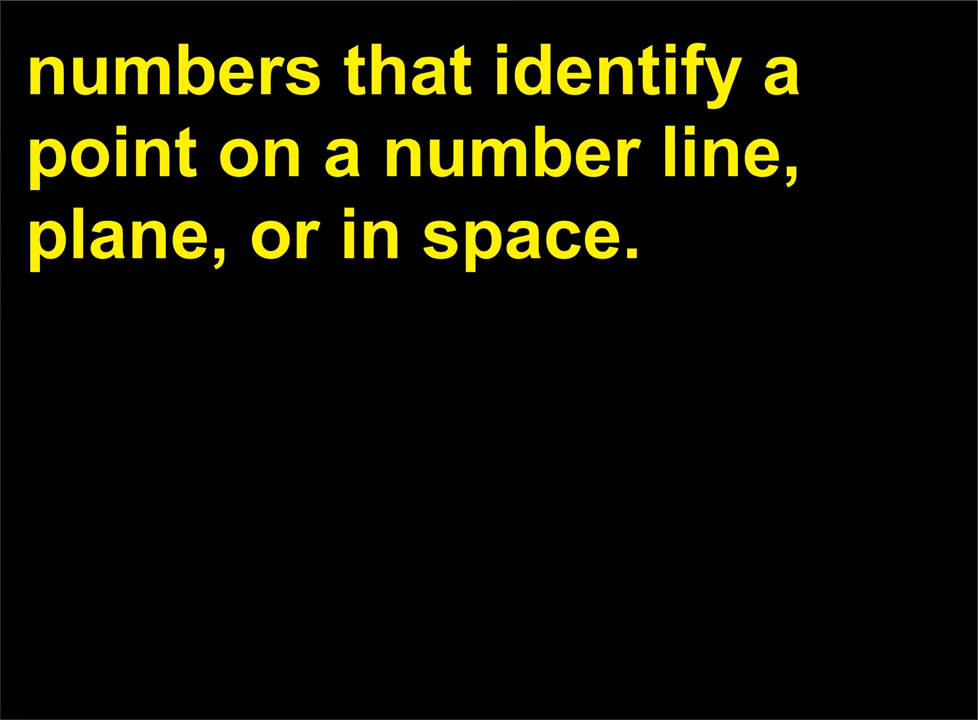 numbers that identify a
point on a number line,
plane, or in space.